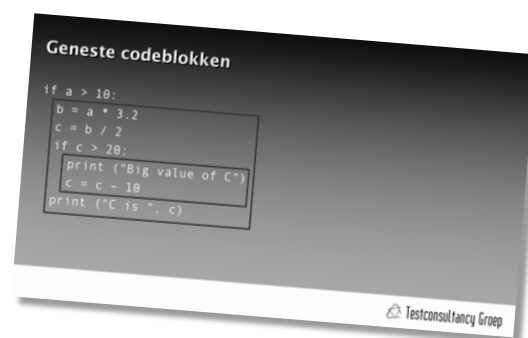 Geneste codeblokken
if a > 10:
b = a * 3.2
c = b / 2
if c > 20:
print ("Big value of C")
c = c - 10
print ("C is ", c)
Testconsultancy Groep